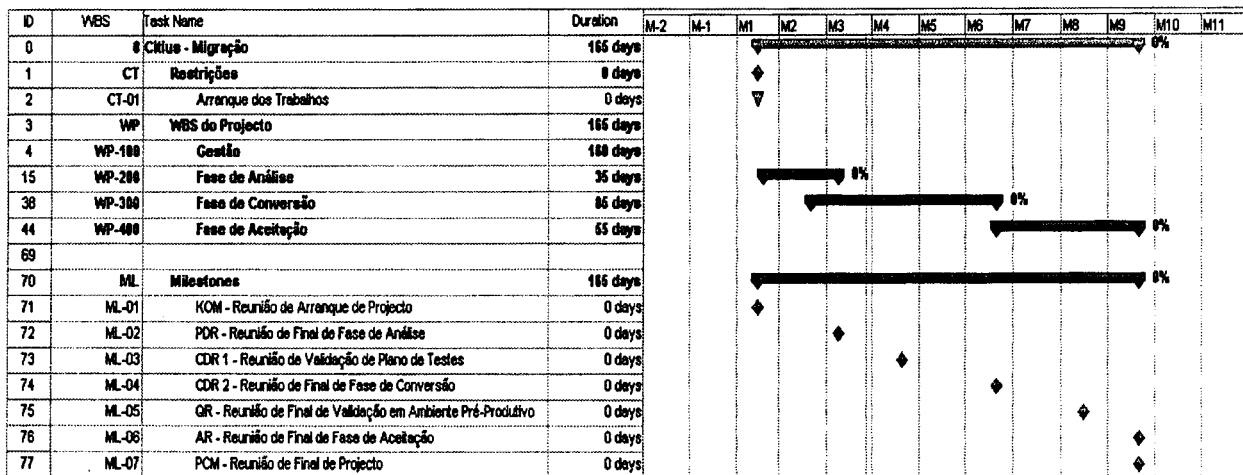 ID WBS Task Name Duration M-2 M-1 M1 M2 M3 M4 M5 M6 M7 M8 M9 M10 M11
0 8 Citius - Migração 165 days 0%
1 CT Restrições 0 days
2 CT-01 Arranque dos Trabalhos 0 days
3 WP WBS do Projecto 165 days
4 WP-100 Gestão 160 days
15 WP-200 Fase de Análise 35 days 0%
38 WP-300 Fase de Conversão 85 days 0%
44 WP-400 Fase de Aceitação 55 days 0%
69
70 ML Milestones 165 days 0%
71 ML-01 KOM - Reunião de Arranque de Projecto 0 days
72 ML-02 PDR - Reunião de Final de Fase de Análise 0 days
73 ML-03 CDR 1 - Reunião de Validação de Plano de Testes 0 days
74 ML-04 CDR 2 - Reunião de Final de Fase de Conversão 0 days
75 ML-05 QR - Reunião de Final de Validação em Ambiente Pré-Produtivo 0 days
76 ML-06 AR - Reunião de Final de Fase de Aceitação 0 days
77 ML-07 PCM - Reunião de Final de Projecto 0 days